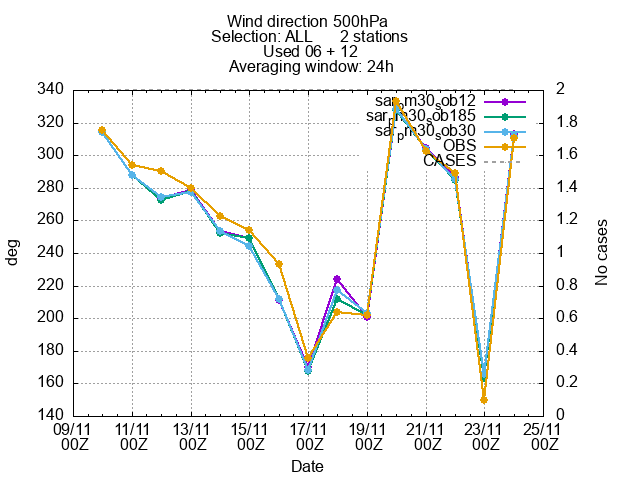 Wind direction 500hPa
Selection: ALL 2 stations
Used 06 + 12
Averaging window: 24h
deg
340
320
300
280
260
240
220
200
180
160
140
sar_pm30_sob12
sar_pm30_sob185
sar_pm30_sob30
OBS
CASES
2
1.8
1.6
1.4
1.2
1
0.8
0.6
0.4
0.2
0
No cases
09/11 11/11 13/11 15/11 17/11 19/11 21/11 23/11 25/11
00Z 00Z 00Z 00Z 00Z 00Z 00Z 00Z 00Z
Date